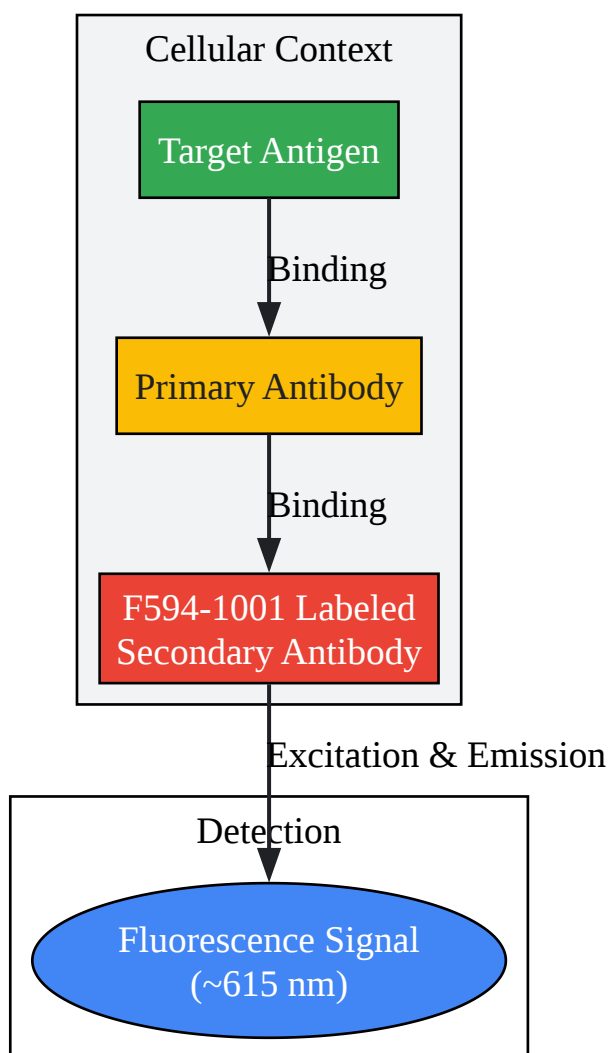 Cellular Context
Target Antigen
Binding
Primary Antibody
Binding
F594-1001 Labeled
Secondary Antibody
Excitation & Emission
Detection
Fluorescence Signal
(~615 nm)